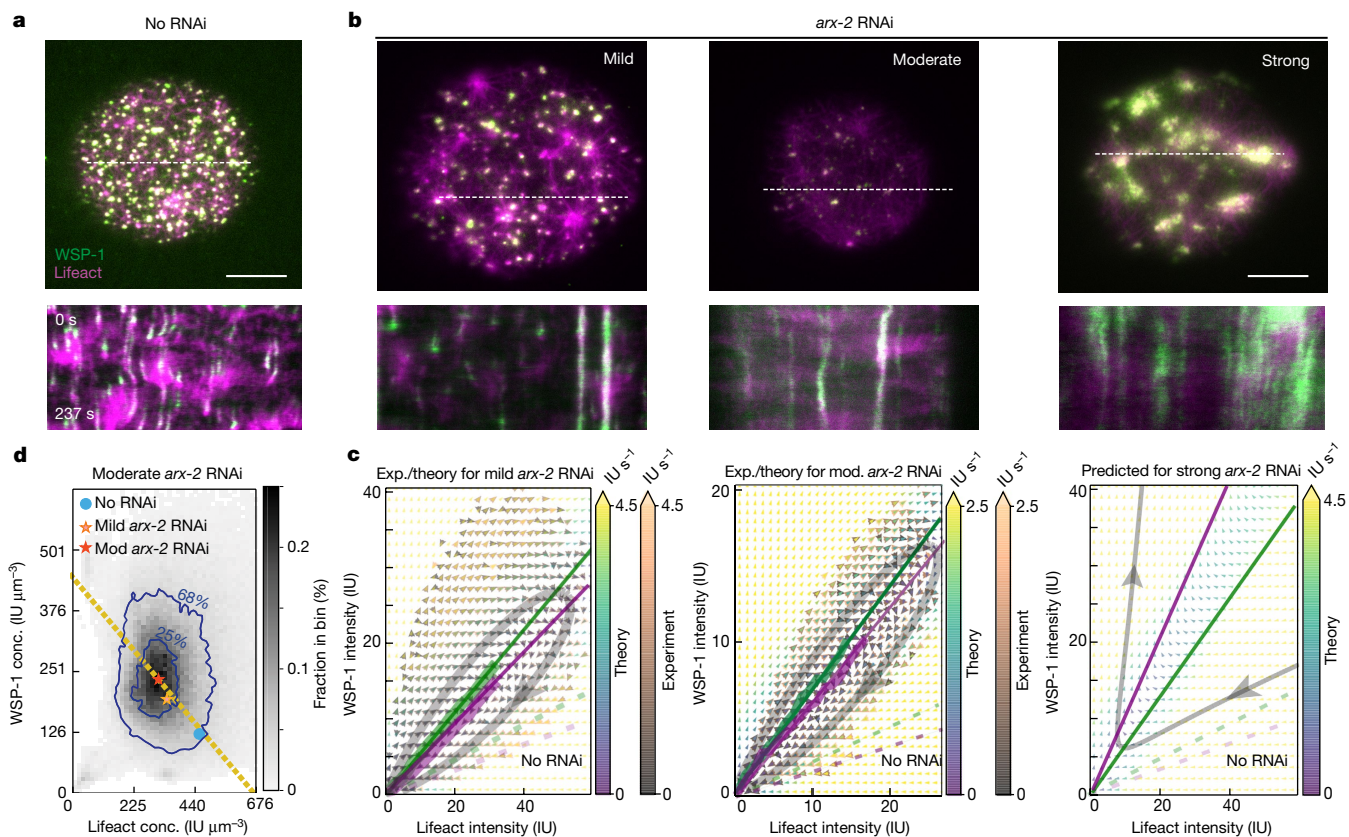 a
No RNAi
WSP-1
Lifeact
0 s
237 s
b
arx-2 RNAi
Mild
Moderate
Strong
d
Moderate arx-2 RNAi
No RNAi
Mild arx-2 RNAi
Mod arx-2 RNAi
68%
25%
501
376
251
126
0
0
225
440
676
WSP-1 conc. (IU µm⁻³)
Lifeact conc. (IU µm⁻³)
0.2
0.1
0
Fraction in bin (%)
c
Exp./theory for mild arx-2 RNAi
40
20
0
0
20
40
WSP-1 intensity (IU)
Lifeact intensity (IU)
No RNAi
IU s⁻¹
4.5
0
Theory
IU s⁻¹
4.5
0
Experiment
Exp./theory for mod. arx-2 RNAi
20
10
0
0
10
20
WSP-1 intensity (IU)
Lifeact intensity (IU)
No RNAi
IU s⁻¹
2.5
0
Theory
IU s⁻¹
2.5
0
Experiment
Predicted for strong arx-2 RNAi
40
20
0
0
20
40
WSP-1 intensity (IU)
Lifeact intensity (IU)
No RNAi
IU s⁻¹
4.5
0
Theory